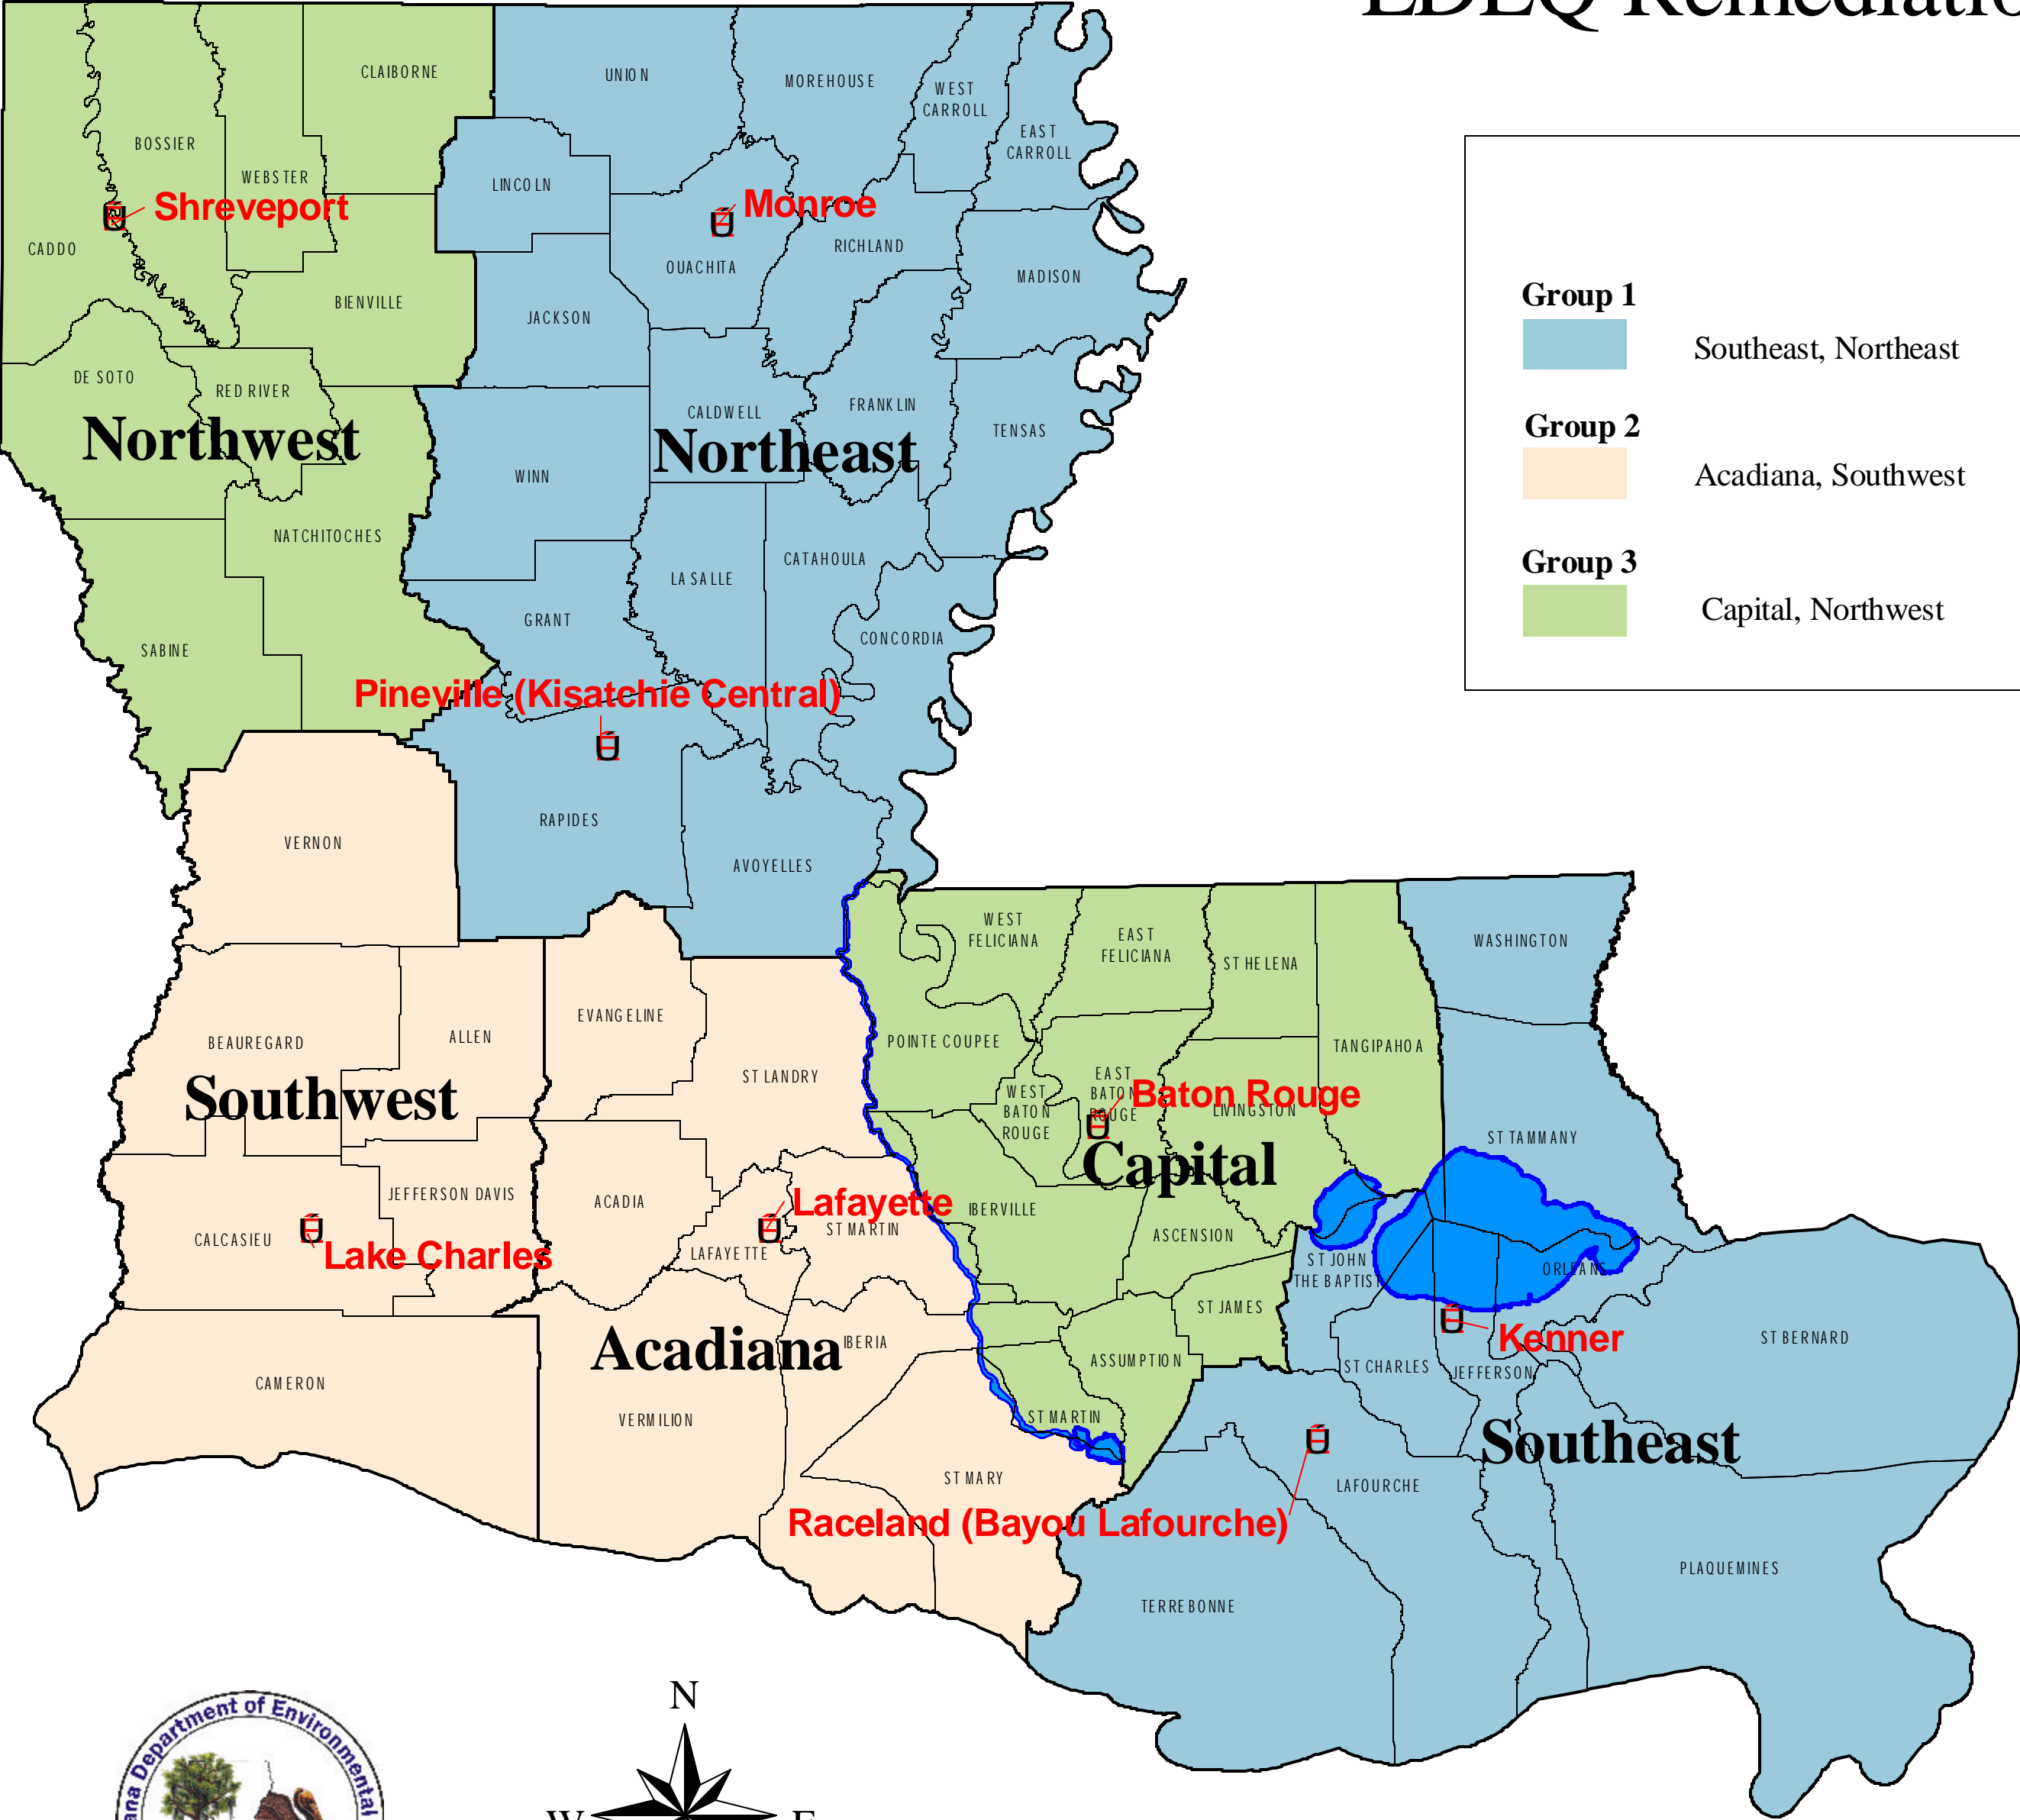 LDEQ Remediatio
Group 1
Southeast, Northeast
Group 2
Acadiana, Southwest
Group 3
Capital, Northwest
CLAIBORNE
UNION
MOREHOUSE
WEST
CARROLL
EAST
CARROLL
BOSSIER
WEBSTER
LINCOLN
Shreveport
Monroe
CADDO
OUACHITA
RICHLAND
MADISON
BIENVILLE
JACKSON
DE SOTO
RED RIVER
CALDWELL
FRANKLIN
TENSAS
Northwest
Northeast
WINN
NATCHITOCHES
LA SALLE
CATAHOULA
GRANT
CONCORDIA
SABINE
Pineville (Kisatchie Central)
RAPIDES
VERNON
AVOYELLES
WEST
FELICIANA
EAST
FELICIANA
ST HELENA
WASHINGTON
EVANGELINE
BEAUREGARD
ALLEN
ST LANDRY
POINTE COUPEE
TANGIPAHOA
Southwest
WEST
BATON
ROUGE
EAST
BATON
ROUGE
Baton Rouge
LIVINGSTON
ST TAMMANY
Capital
JEFFERSON DAVIS
ACADIA
Lafayette
ST MARTIN
IBERVILLE
CALCASIEU
Lake Charles
LAFAYETTE
ASCENSION
ST JOHN
THE BAPTIST
ORLEANS
ST JAMES
Kenner
ST BERNARD
Acadiana
IBERIA
ASSUMPTION
ST CHARLES
JEFFERSON
CAMERON
VERMILION
ST MARTIN
Southeast
ST MARY
LAFOURCHE
Raceland (Bayou Lafourche)
PLAQUEMINES
TERREBONNE
N
W E
ana Department of Environmental